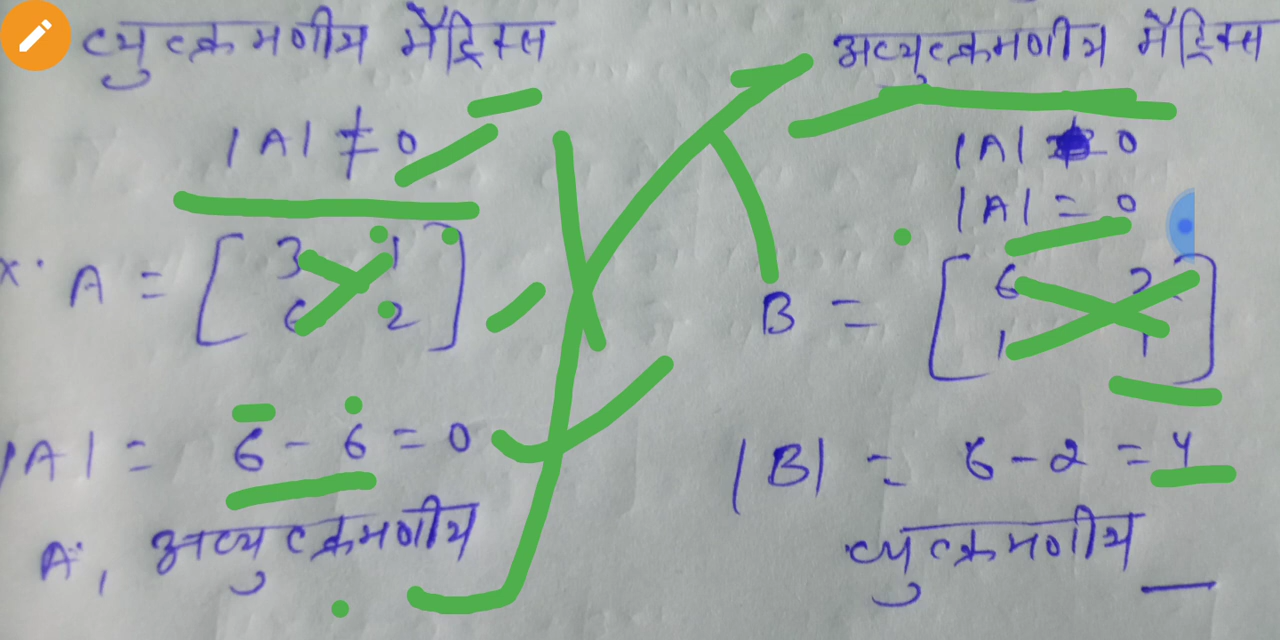 व्युत्क्रमणीय मैट्रिक्स
|A| ≠ 0
A = [ 3 1
6 2 ]
|A| = 6 - 6 = 0
A, अव्युत्क्रमणीय
अव्युत्क्रमणीय मैट्रिक्स
|A| 0
|A| = 0
B = [ 6 2
1 1 ]
|B| = 6 - 2 = 4
व्युत्क्रमणीय